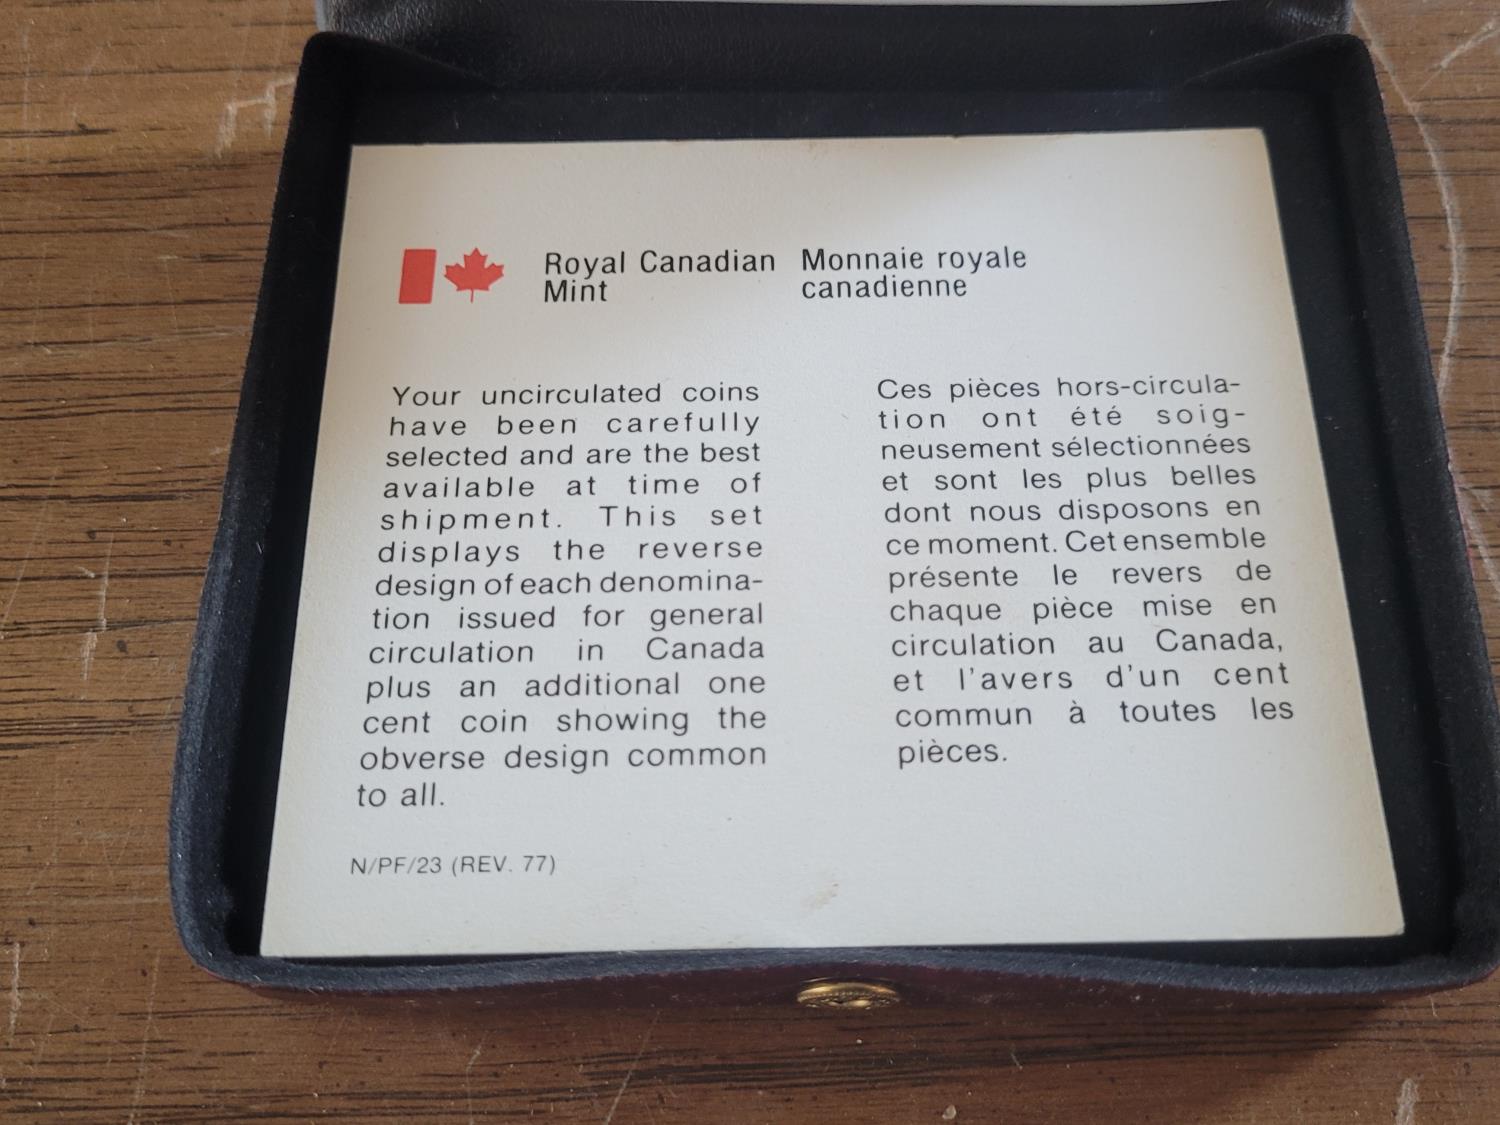 Royal Canadian
Mint
Monnaie royale
canadienne
Your uncirculated coins
have been carefully
selected and are the best
available at time of
shipment. This set
displays the reverse
design of each denomina-
tion issued for general
circulation in Canada
plus an additional one
cent coin showing the
obverse design common
to all.
N/PF/23 (REV. 77)
Ces pièces hors-circula-
tion ont été soig-
neusement sélectionnées
et sont les plus belles
dont nous disposons en
ce moment. Cet ensemble
présente le revers de
chaque pièce mise en
circulation au Canada,
et l'avers d'un cent
commun à toutes les
pièces.